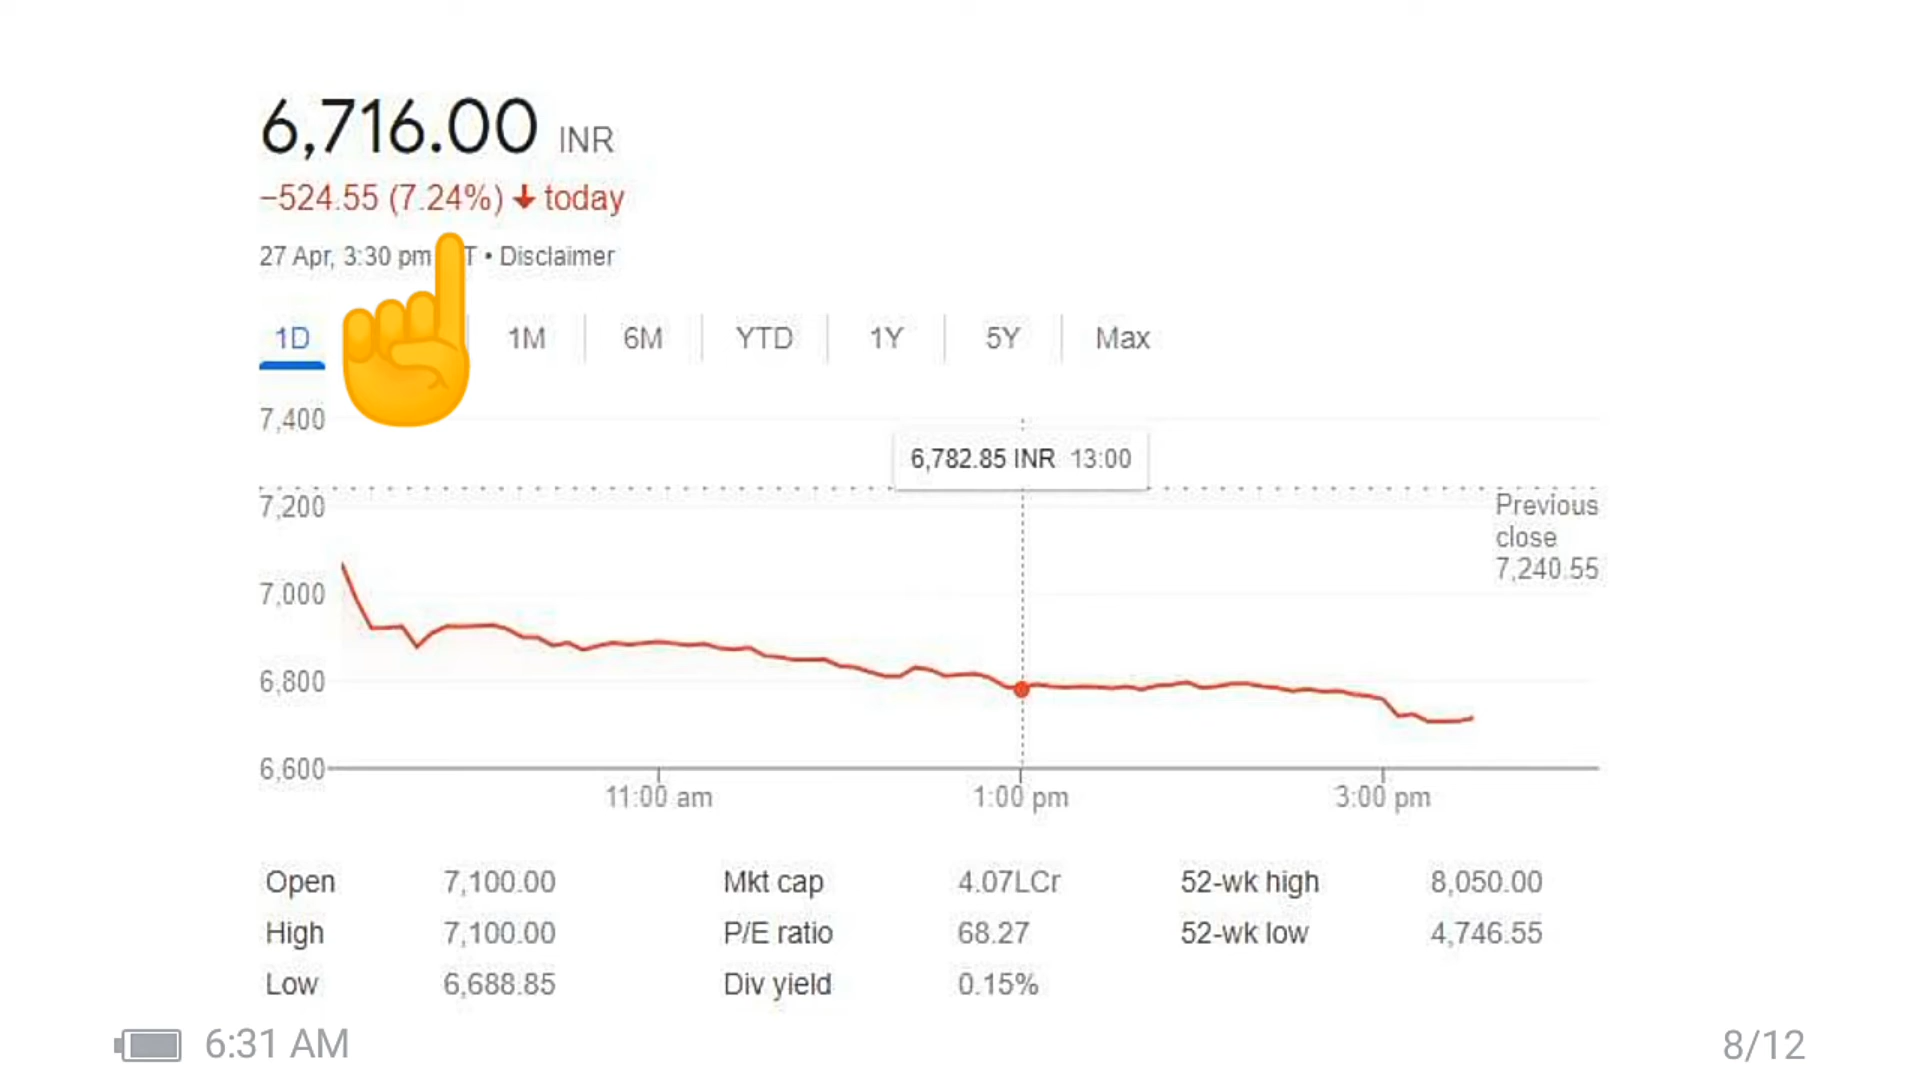 6,716.00 INR
−524.55 (7.24%) ↓ today
27 Apr, 3:30 pm T • Disclaimer
1D 1M 6M YTD 1Y 5Y Max
7,400
6,782.85 INR 13:00
7,200
Previous
close
7,240.55
7,000
6,800
6,600
11:00 am 1:00 pm 3:00 pm
Open 7,100.00 Mkt cap 4.07LCr 52-wk high 8,050.00
High 7,100.00 P/E ratio 68.27 52-wk low 4,746.55
Low 6,688.85 Div yield 0.15%
6:31 AM 8/12